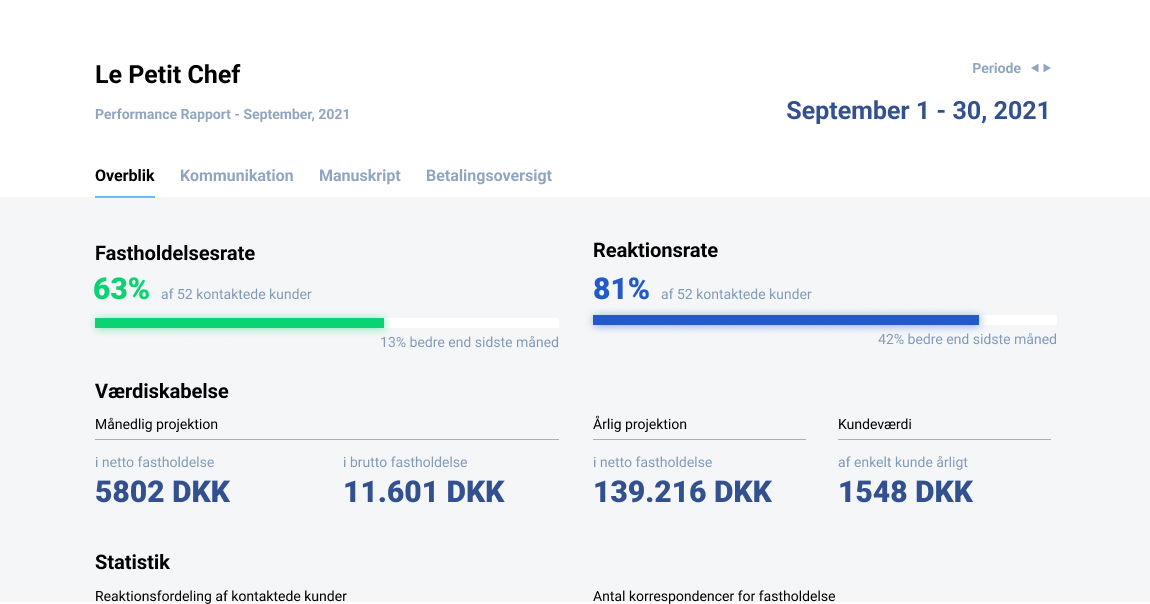 Le Petit Chef
Performance Rapport - September, 2021
Periode
September 1 - 30, 2021
Overblik Kommunikation Manuskript Betalingsoversigt
Fastholdelsesrate
63% af 52 kontaktede kunder
13% bedre end sidste måned
Reaktionsrate
81% af 52 kontaktede kunder
42% bedre end sidste måned
Værdiskabelse
Månedlig projektion
i netto fastholdelse
5802 DKK
i brutto fastholdelse
11.601 DKK
Årlig projektion
i netto fastholdelse
139.216 DKK
Kundeværdi
af enkelt kunde årligt
1548 DKK
Statistik
Reaktionsfordeling af kontaktede kunder
Antal korrespondencer for fastholdelse